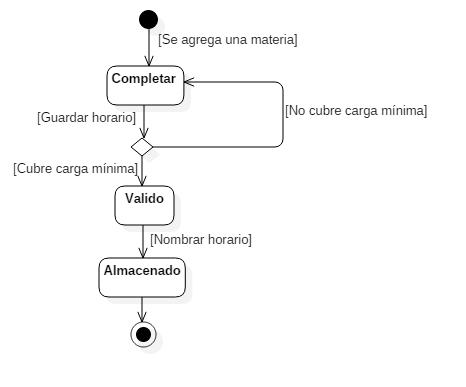 [Se agrega una materia]
Completar
[Guardar horario]
[No cubre carga mínima]
[Cubre carga mínima]
Valido
[Nombrar horario]
Almacenado